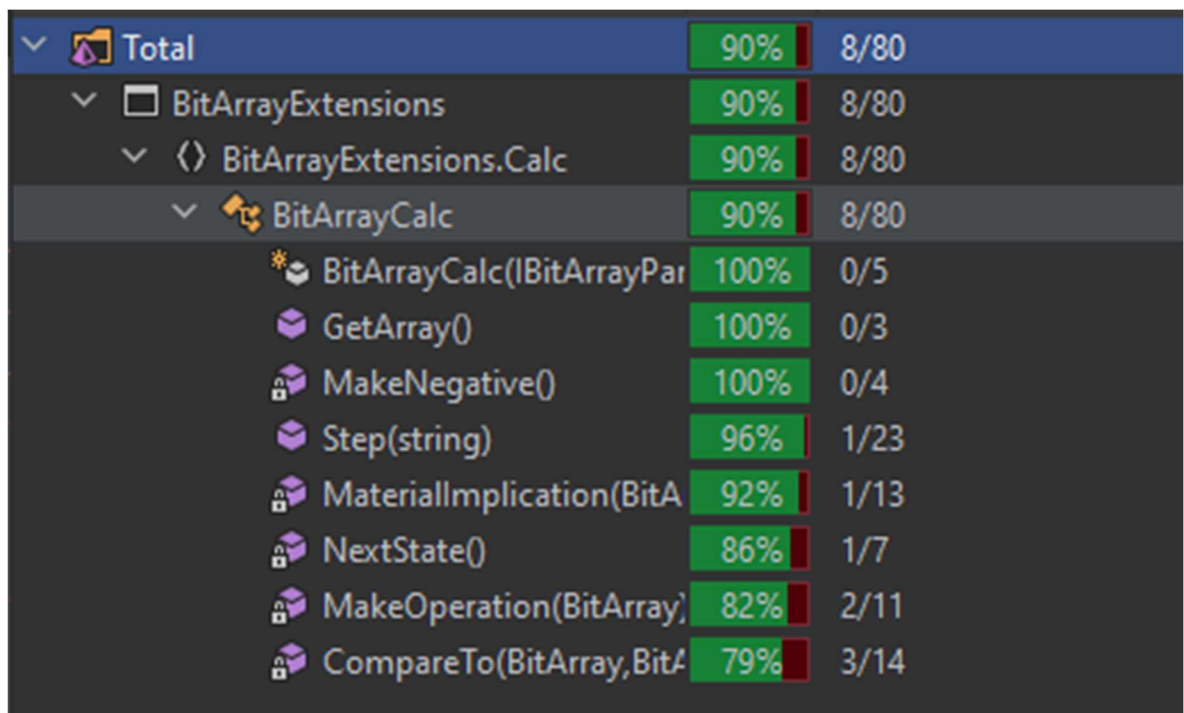 Total 90% 8/80
BitArrayExtensions 90% 8/80
BitArrayExtensions.Calc 90% 8/80
BitArrayCalc 90% 8/80
BitArrayCalc(IBitArrayPar 100% 0/5
GetArray() 100% 0/3
MakeNegative() 100% 0/4
Step(string) 96% 1/23
MaterialImplication(BitA 92% 1/13
NextState() 86% 1/7
MakeOperation(BitArray) 82% 2/11
CompareTo(BitArray,BitA 79% 3/14